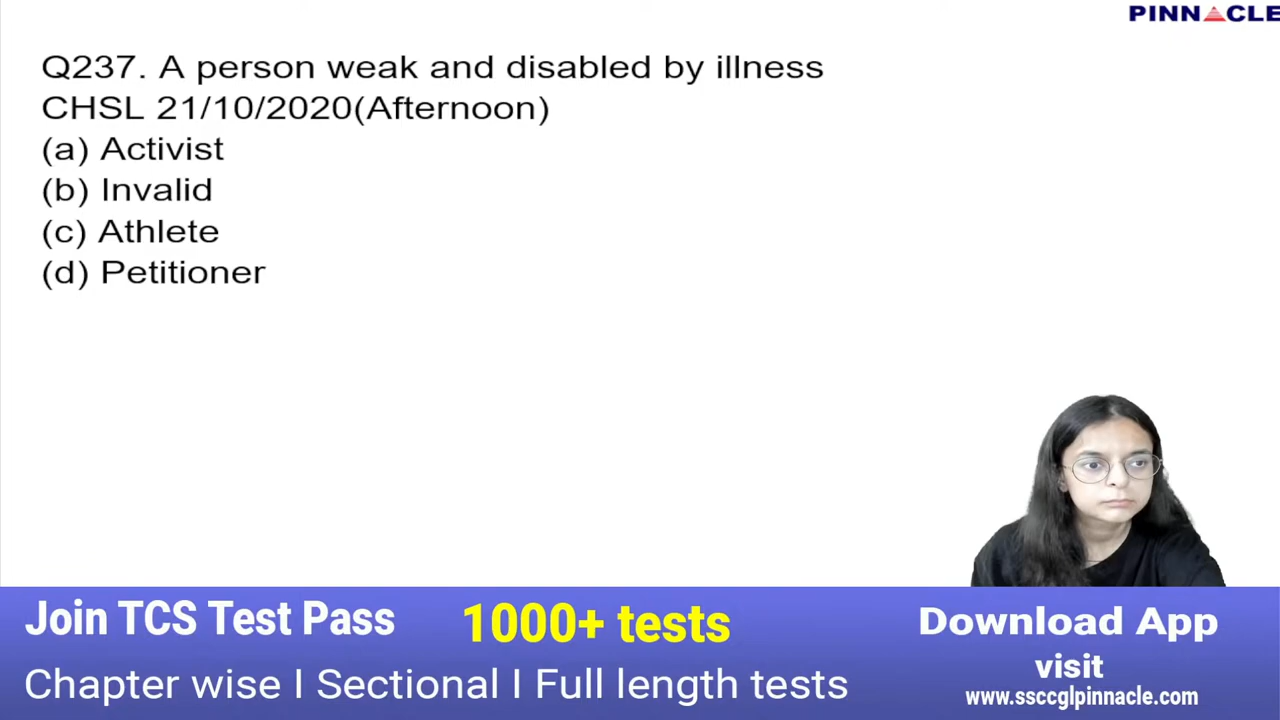 PINNACLE
Q237. A person weak and disabled by illness
CHSL 21/10/2020(Afternoon)
(a) Activist
(b) Invalid
(c) Athlete
(d) Petitioner
Join TCS Test Pass
1000+ tests
Chapter wise I Sectional I Full length tests
Download App
visit
www.ssccglpinnacle.com